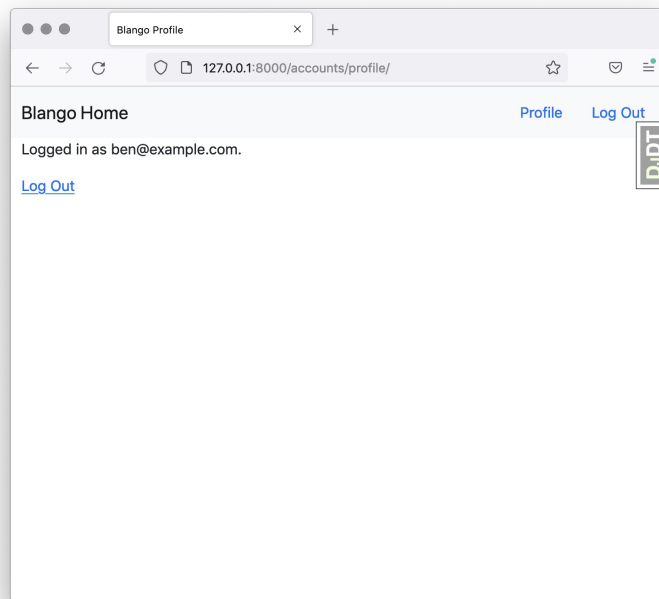 Blango Profile
127.0.0.1:8000/accounts/profile/
Blango Home Profile Log Out
DjDT
Logged in as ben@example.com.
Log Out